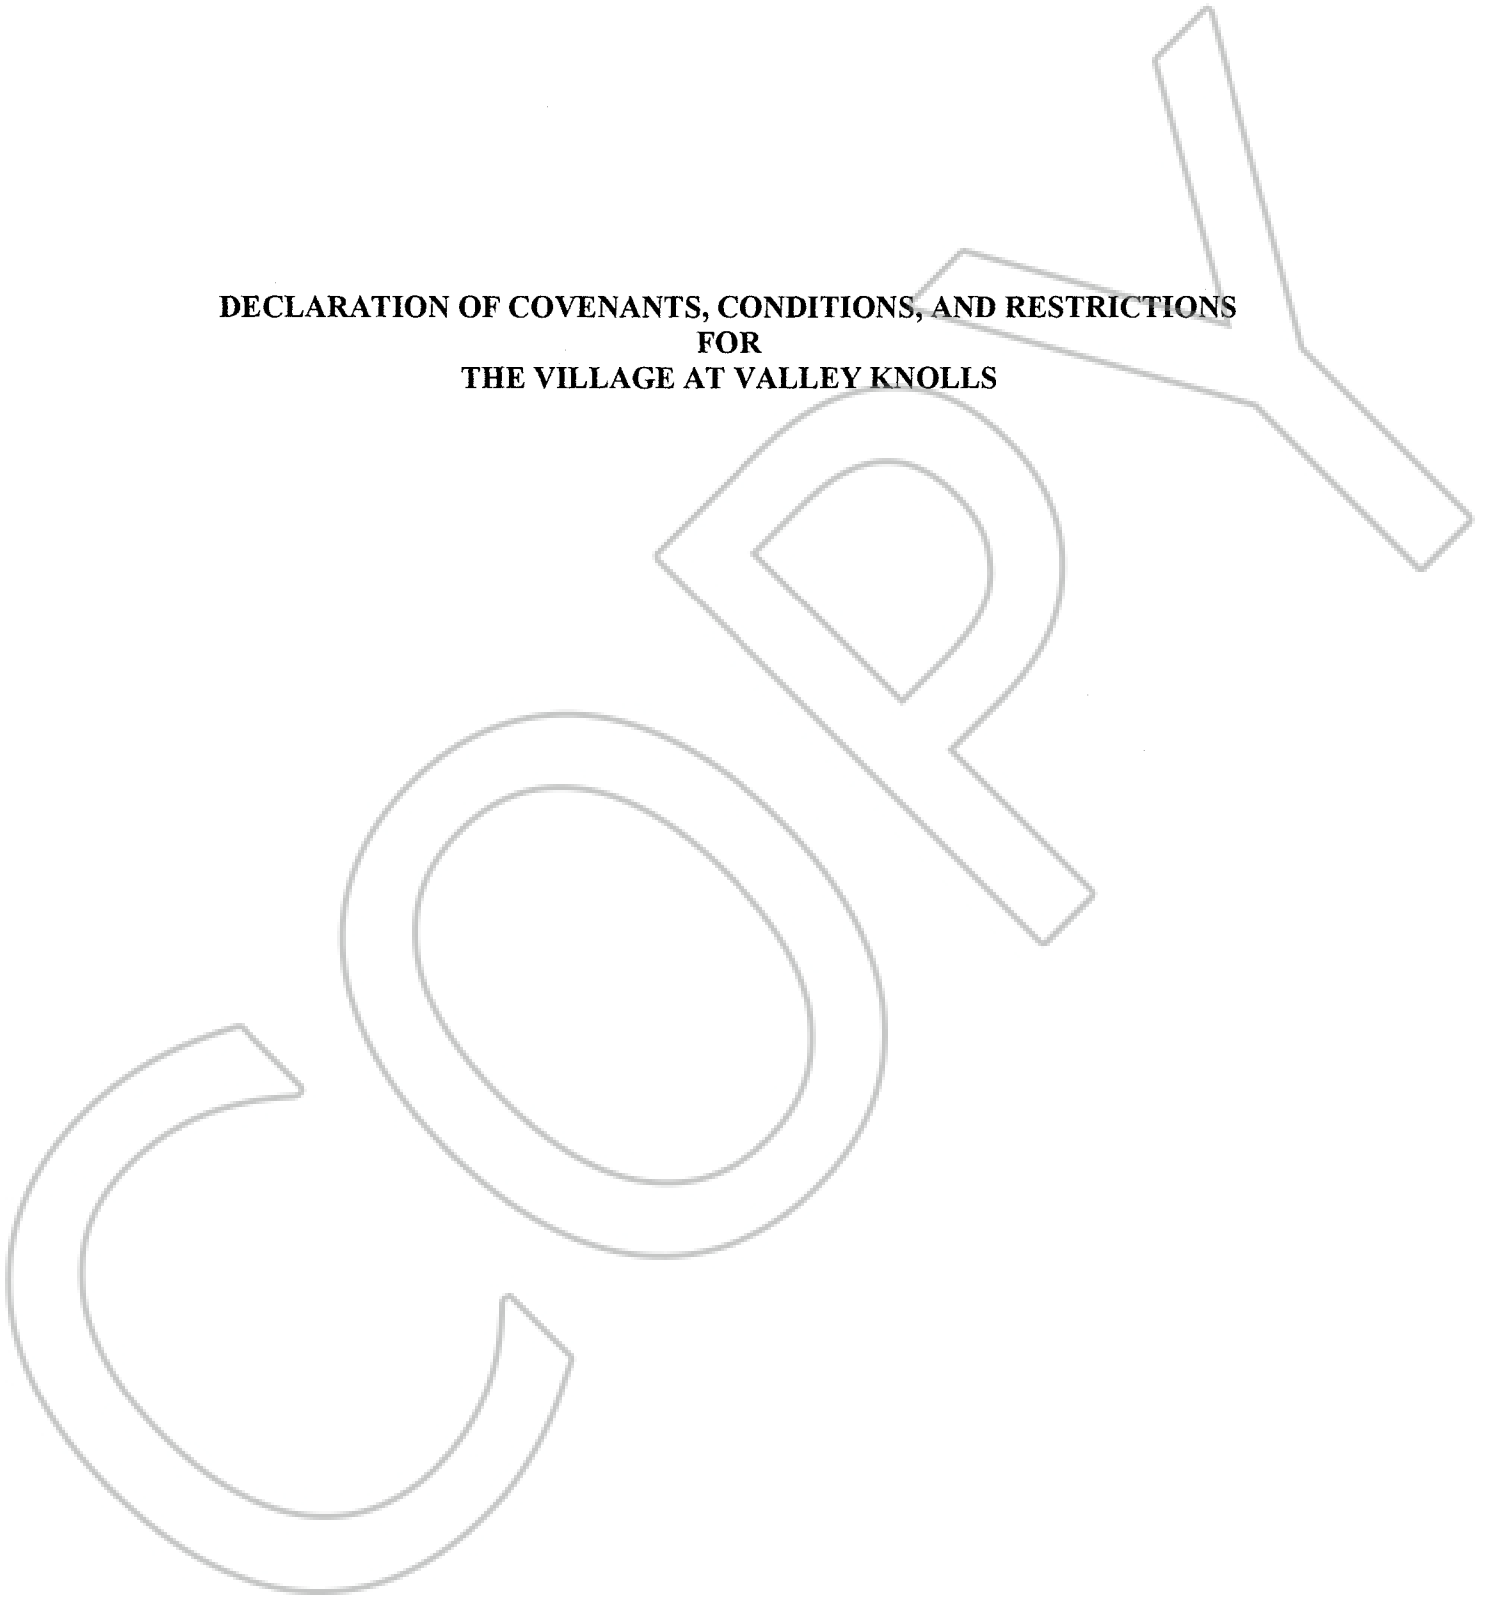 DECLARATION OF COVENANTS, CONDITIONS, AND RESTRICTIONS
FOR
THE VILLAGE AT VALLEY KNOLLS
COPY